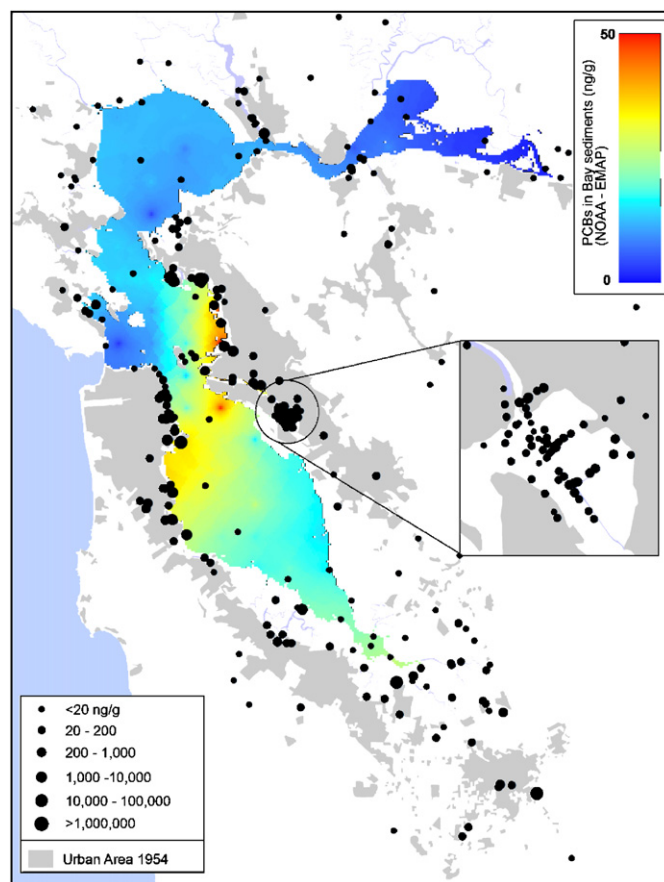 50
PCBs in Bay sediments (ng/g)
(NOAA - EMAP)
0
<20 ng/g
20 - 200
200 - 1,000
1,000 -10,000
10,000 - 100,000
>1,000,000
Urban Area 1954